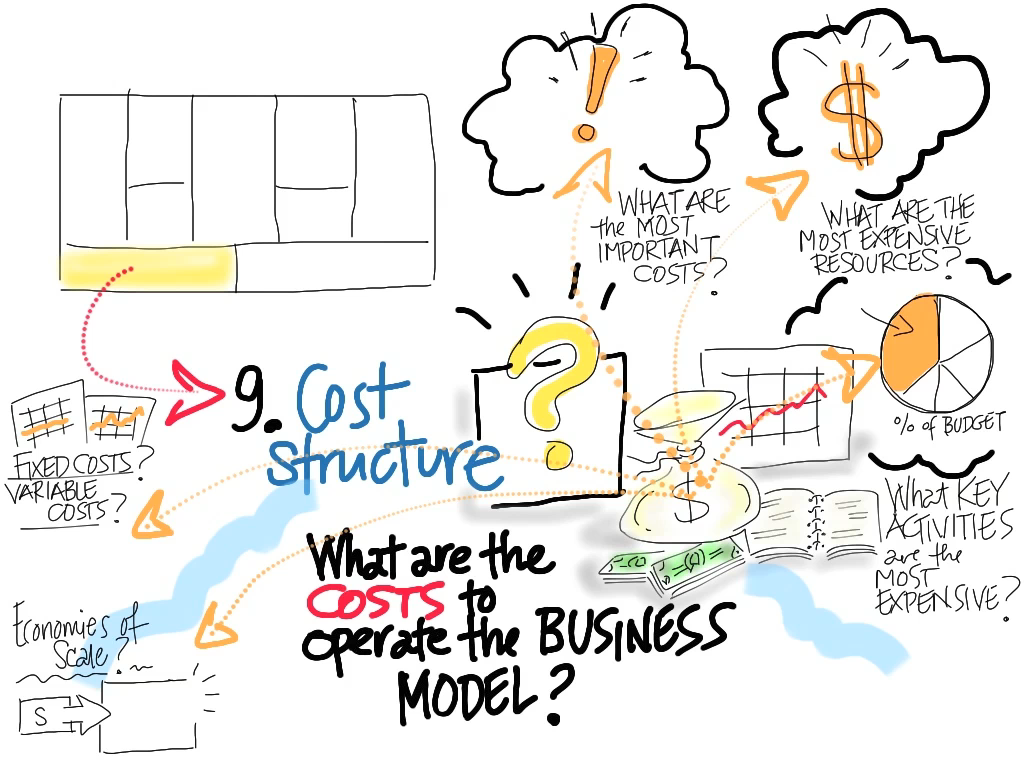 !
$
WHAT ARE
the MOST
IMPORTANT
COSTS?
WHAT ARE THE
MOST EXPENSIVE
RESOURCES?
?
9. Cost
structure
% of BUDGET
FIXED COSTS?
VARIABLE
COSTS?
$
What KEY
ACTIVITIES
are the
MOST
EXPENSIVE?
What are the
COSTS to
operate the BUSINESS
MODEL?
Economies of
Scale?
S